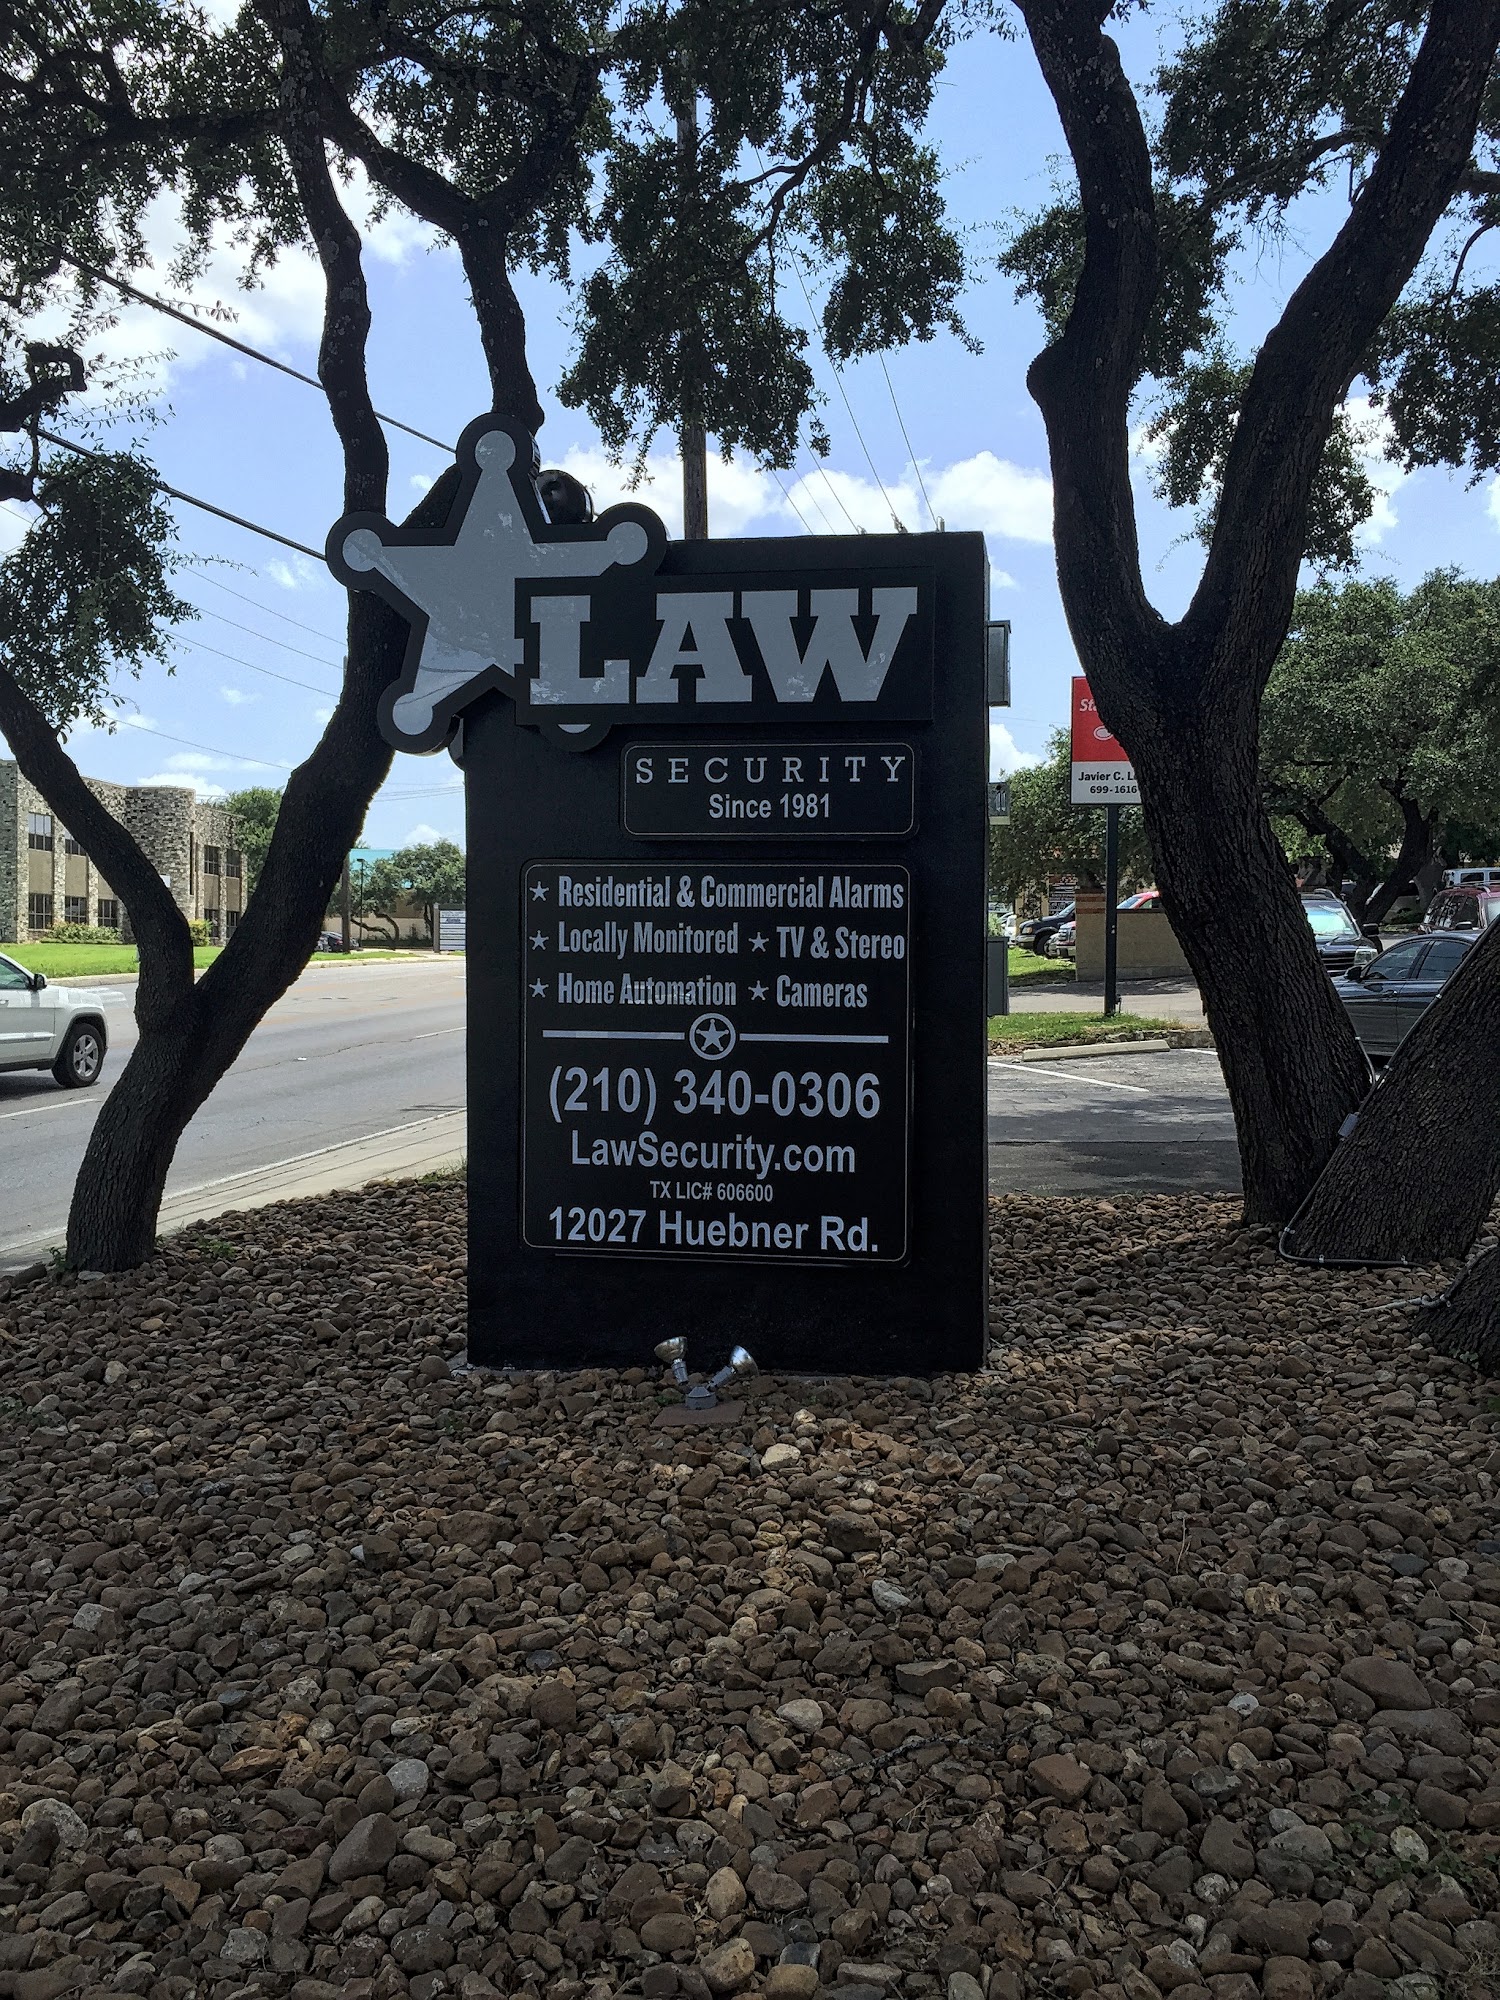 LAW
SECURITY
Since 1981
★ Residential & Commercial Alarms
★ Locally Monitored ★ TV & Stereo
★ Home Automation ★ Cameras
(210) 340-0306
LawSecurity.com
TX LIC# 606600
12027 Huebner Rd.
Javier C.
699-1616